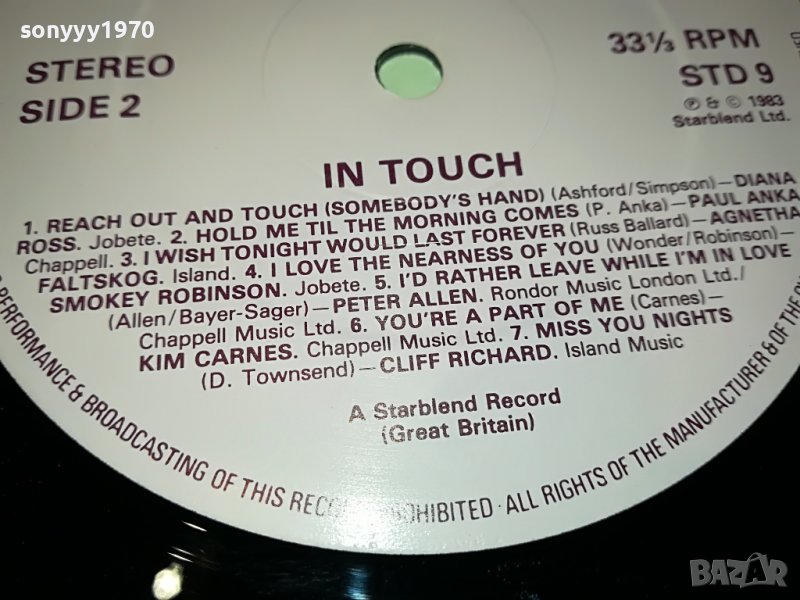 sonyyy1970
STEREO
SIDE 2
33⅓ RPM
STD 9
℗ & © 1983
Starblend Ltd.
IN TOUCH
1. REACH OUT AND TOUCH (SOMEBODY'S HAND) (Ashford/Simpson)—DIANA
ROSS. Jobete. 2. HOLD ME TIL THE MORNING COMES (P. Anka)—PAUL ANKA.
Chappell. 3. I WISH TONIGHT WOULD LAST FOREVER (Russ Ballard)—AGNETHA
FALTSKOG. Island. 4. I LOVE THE NEARNESS OF YOU (Wonder/Robinson)—
SMOKEY ROBINSON. Jobete. 5. I'D RATHER LEAVE WHILE I'M IN LOVE
(Allen/Bayer-Sager)—PETER ALLEN. Rondor Music London Ltd./
Chappell Music Ltd. 6. YOU'RE A PART OF ME (Carnes)—
KIM CARNES. Chappell Music Ltd. 7. MISS YOU NIGHTS
(D. Townsend)—CLIFF RICHARD. Island Music
A Starblend Record
(Great Britain)
PERFORMANCE & BROADCASTING OF THIS RECO OHIBITED · ALL RIGHTS OF THE MANUFACTURER & OF THE
BAZAR